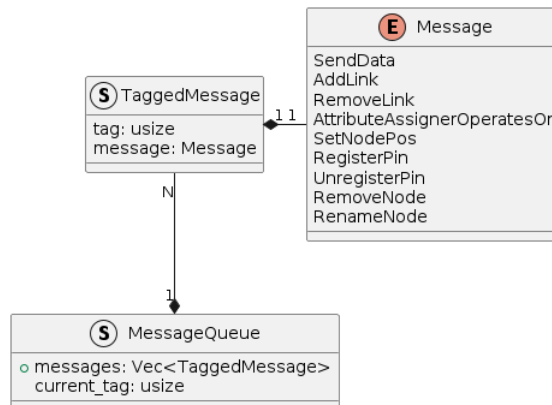 E Message
SendData
AddLink
RemoveLink
AttributeAssignerOperatesOn
SetNodePos
RegisterPin
UnregisterPin
RemoveNode
RenameNode
S TaggedMessage
tag: usize
message: Message
1 1
N
1
S MessageQueue
messages: Vec<TaggedMessage>
current_tag: usize